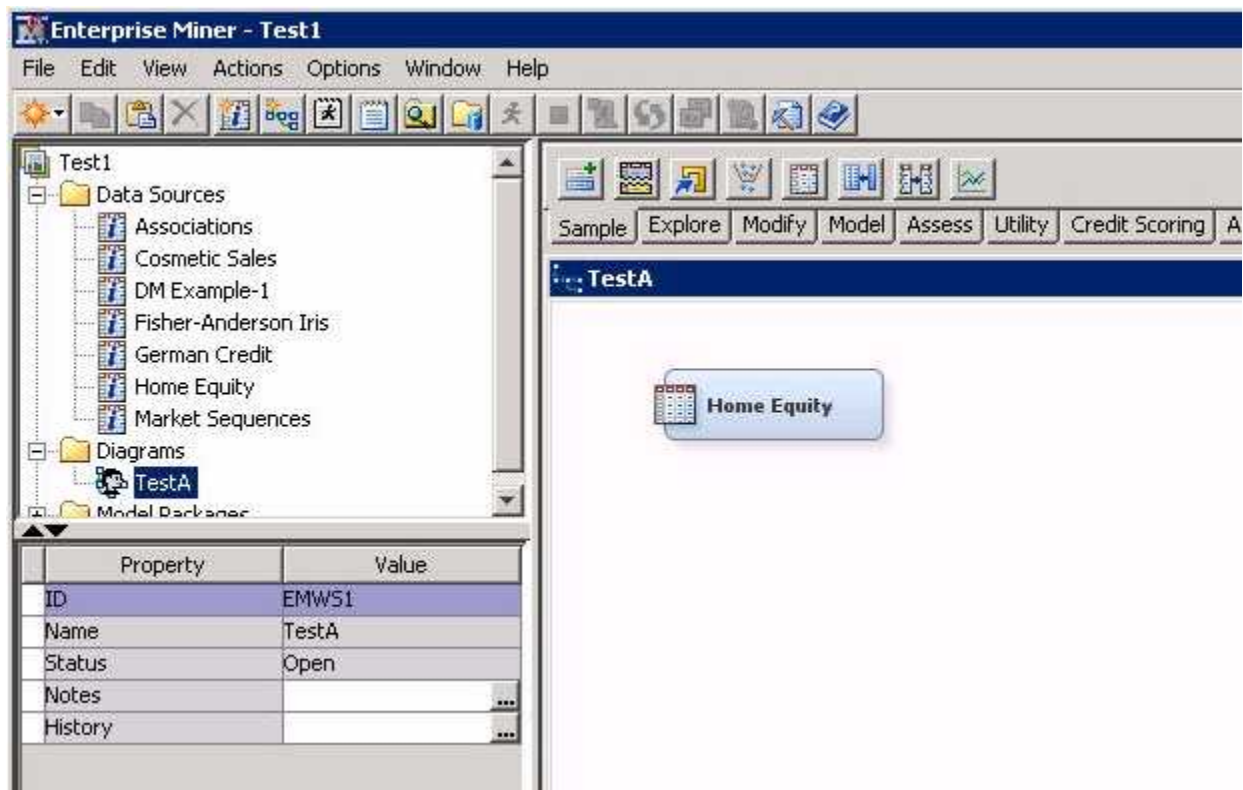 Enterprise Miner - Test1
File Edit View Actions Options Window Help
Test1
Data Sources
Associations
Cosmetic Sales
DM Example-1
Fisher-Anderson Iris
German Credit
Home Equity
Market Sequences
Diagrams
TestA
Model Packages
Property Value
ID EMWS1
Name TestA
Status Open
Notes ...
History ...
Sample Explore Modify Model Assess Utility Credit Scoring A
TestA
Home Equity